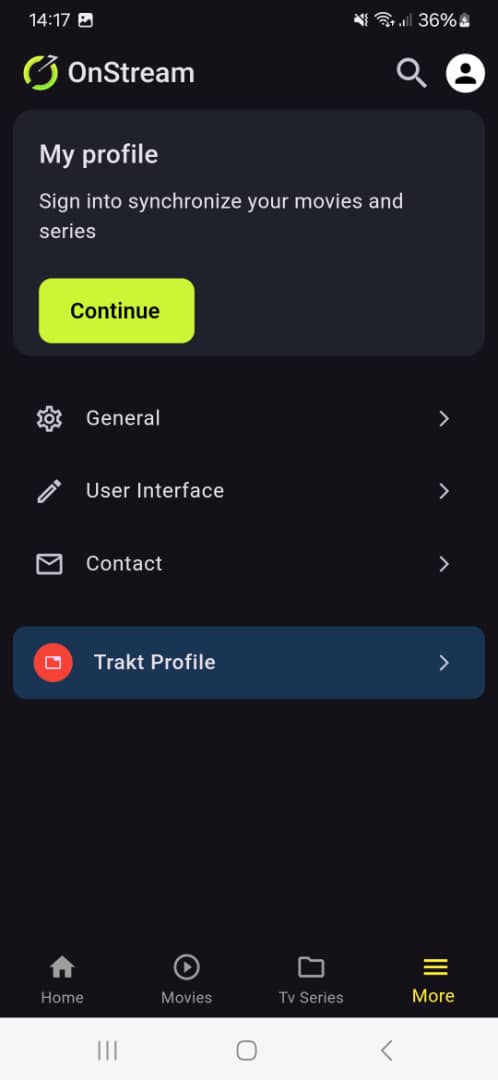 14:17 36%
OnStream
My profile
Sign into synchronize your movies and
series
Continue
General
User Interface
Contact
Trakt Profile
Home Movies Tv Series More